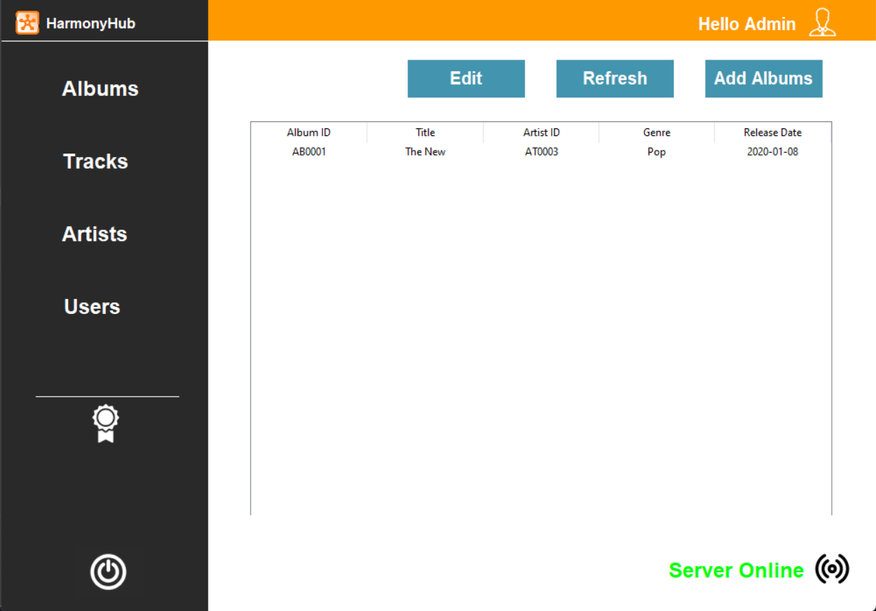 HarmonyHub
Hello Admin
Albums
Tracks
Artists
Users
Edit Refresh Add Albums
Album ID Title Artist ID Genre Release Date
AB0001 The New AT0003 Pop 2020-01-08
Server Online